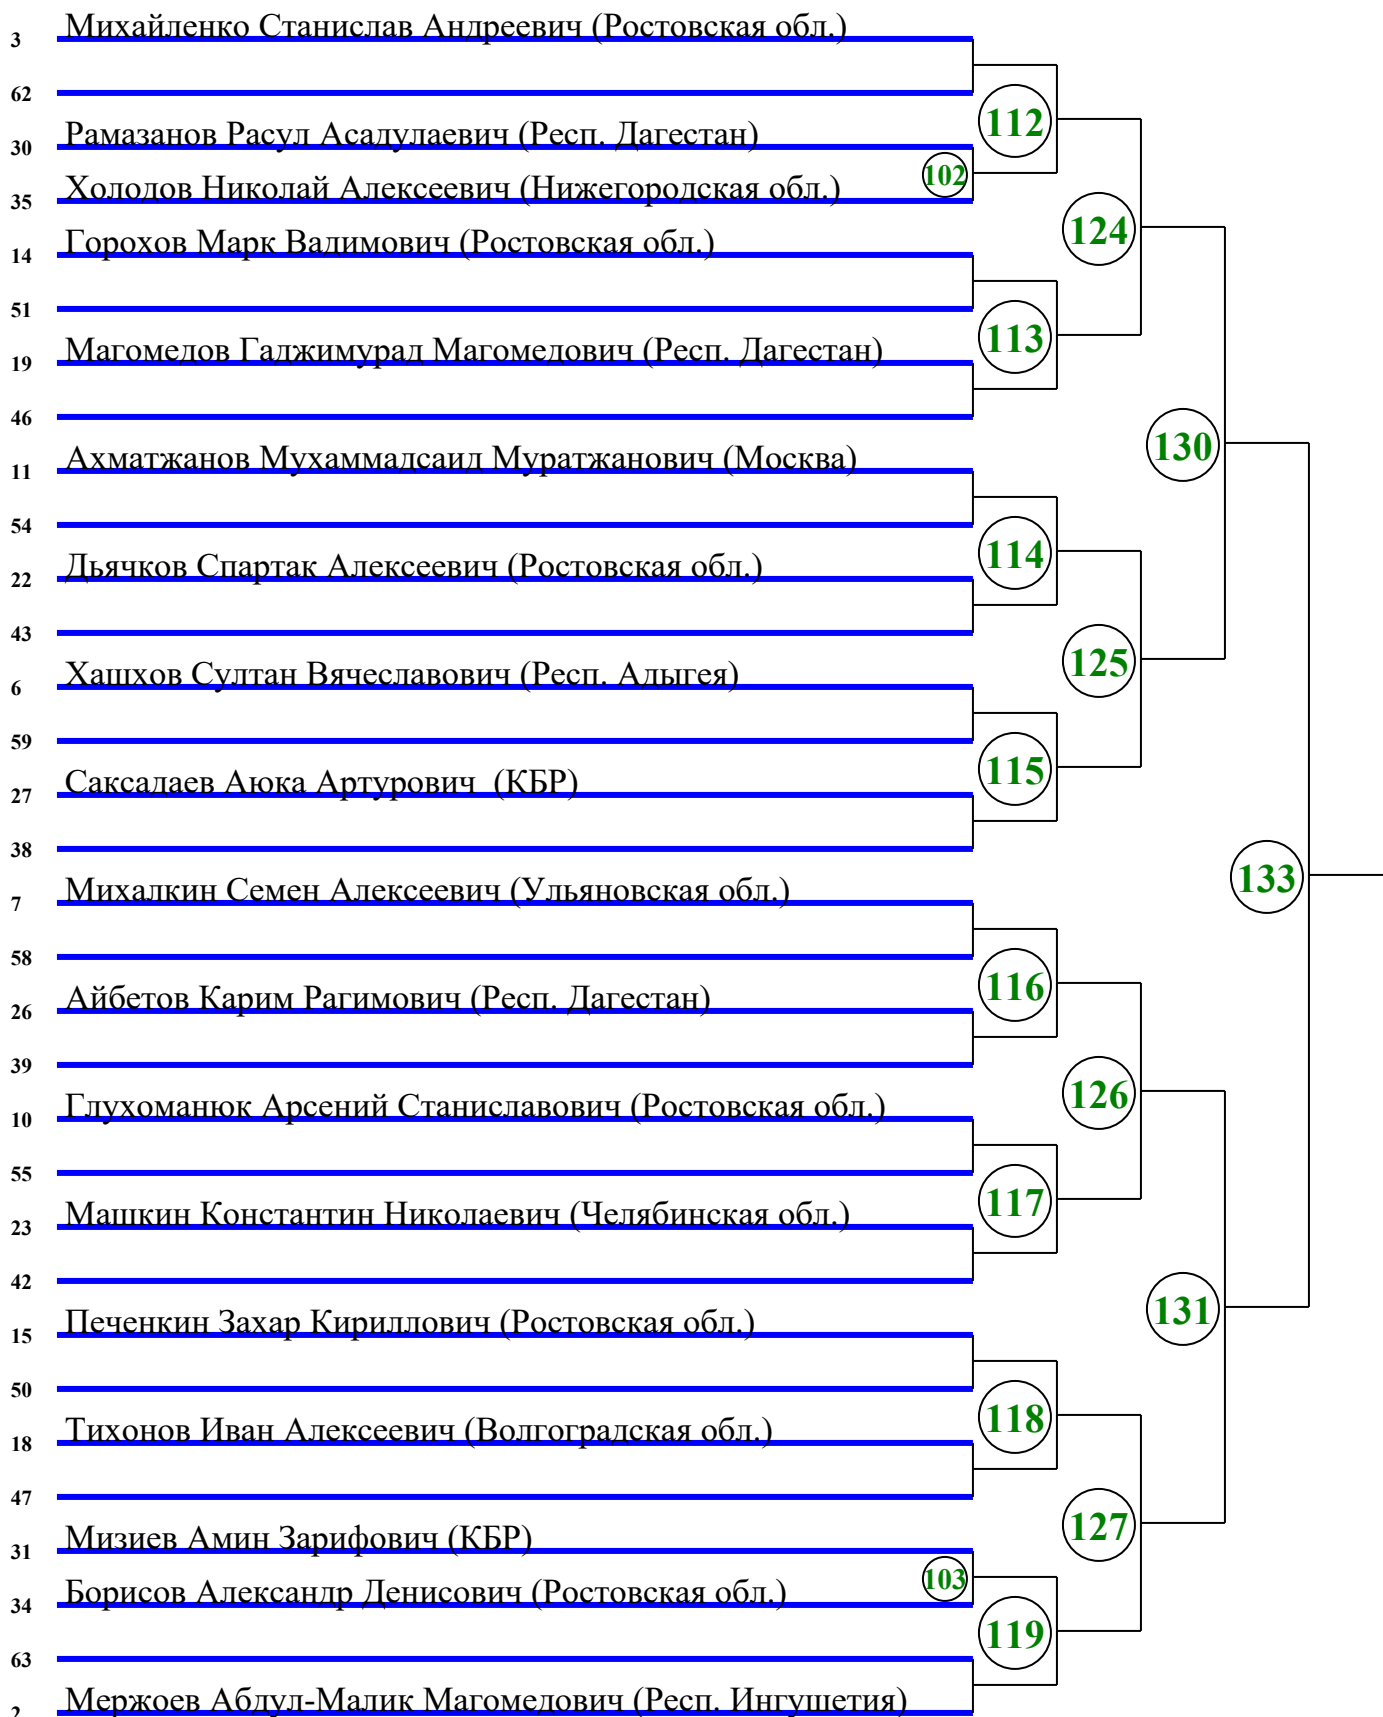 3 Михайленко Станислав Андреевич (Ростовская обл.)
62
112
30 Рамазанов Расул Асадулаевич (Респ. Дагестан)
102
35 Холодов Николай Алексеевич (Нижегородская обл.)
124
14 Горохов Марк Вадимович (Ростовская обл.)
51
113
19 Магомедов Гаджимурад Магомедович (Респ. Дагестан)
46
130
11 Ахматжанов Мухаммадсаид Муратжанович (Москва)
54
114
22 Дьячков Спартак Алексеевич (Ростовская обл.)
43
125
6 Хашхов Султан Вячеславович (Респ. Адыгея)
59
115
27 Саксадаев Аюка Артурович (КБР)
38
133
7 Михалкин Семен Алексеевич (Ульяновская обл.)
58
116
26 Айбетов Карим Рагимович (Респ. Дагестан)
39
126
10 Глухоманюк Арсений Станиславович (Ростовская обл.)
55
117
23 Машкин Константин Николаевич (Челябинская обл.)
42
131
15 Печенкин Захар Кириллович (Ростовская обл.)
50
118
18 Тихонов Иван Алексеевич (Волгоградская обл.)
47
127
31 Мизиев Амин Зарифович (КБР)
103
34 Борисов Александр Денисович (Ростовская обл.)
119
63
2 Мержоев Абдул-Малик Магомедович (Респ. Ингушетия)